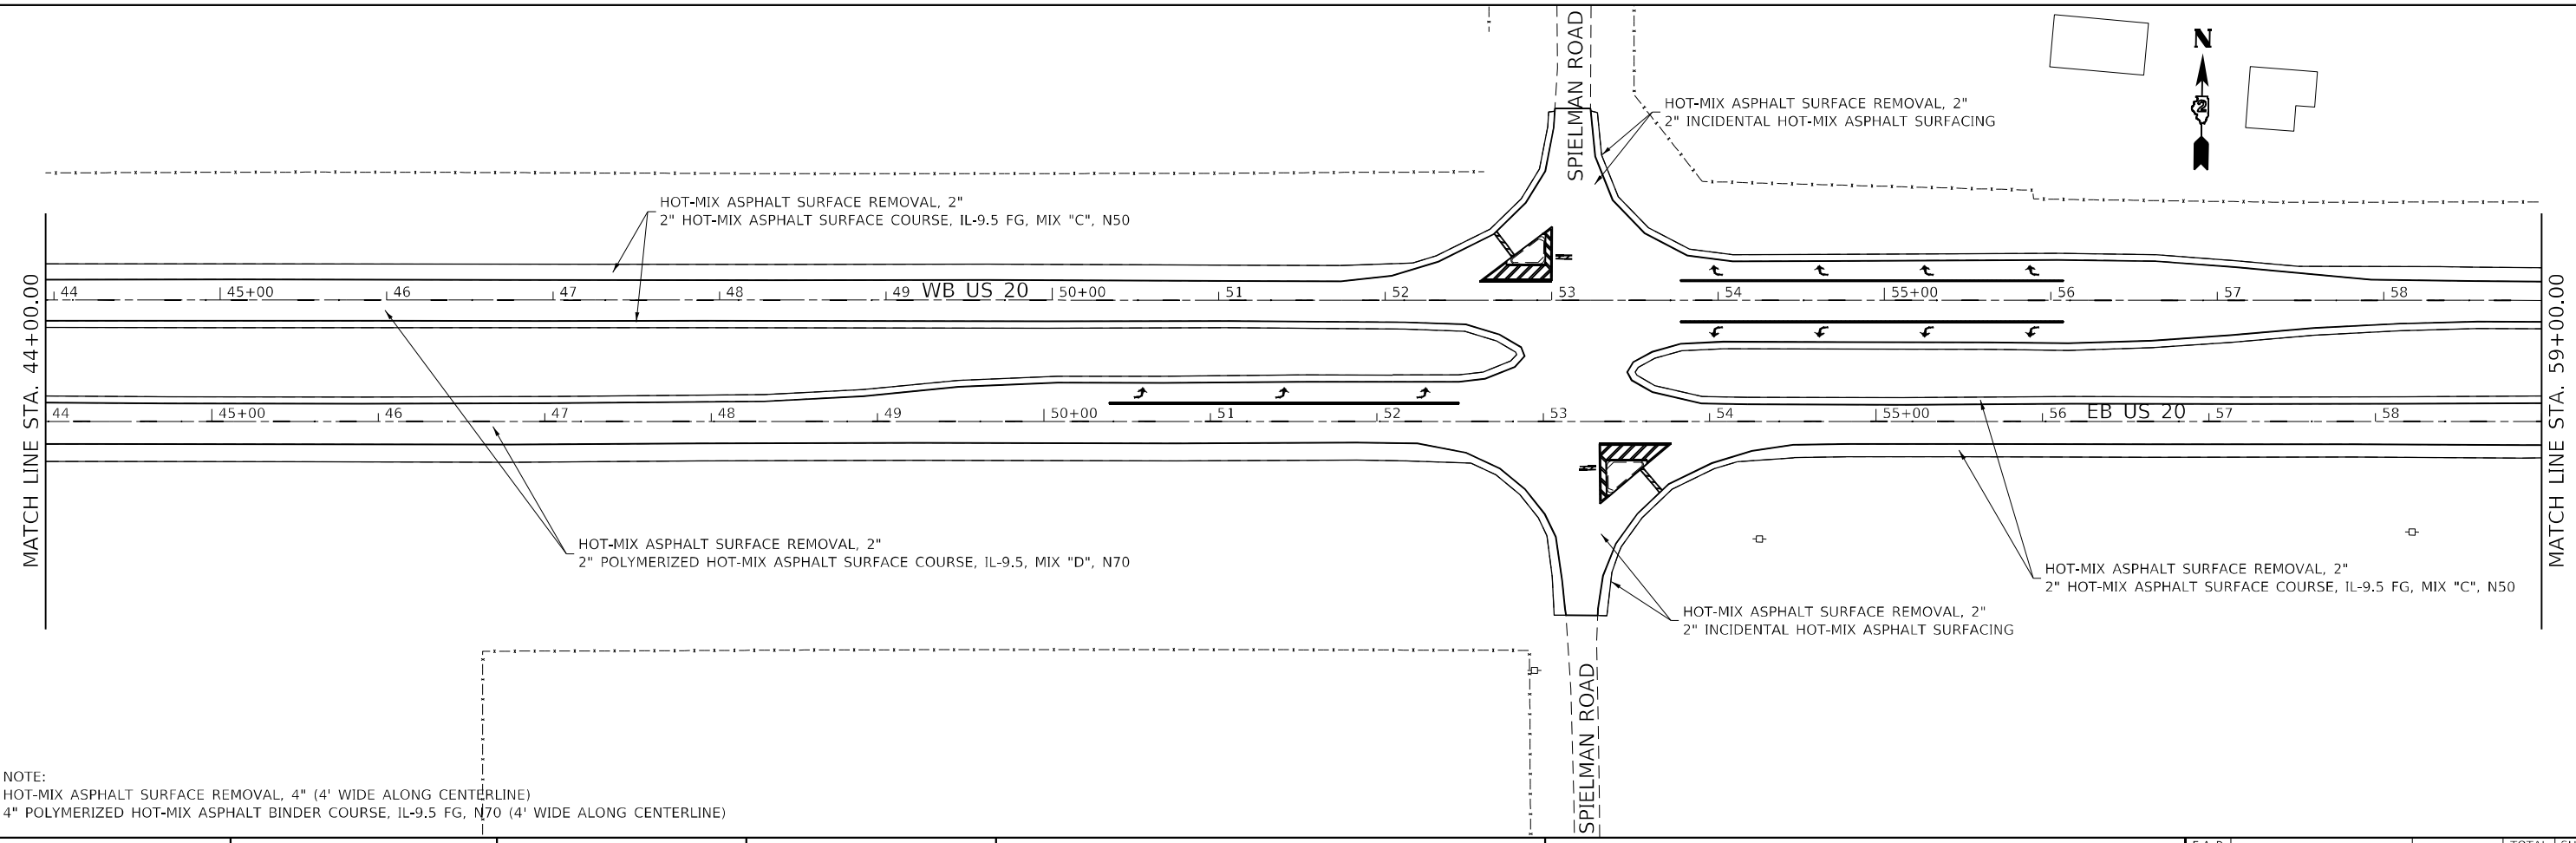 SPIELMAN ROAD
N
2
HOT-MIX ASPHALT SURFACE REMOVAL, 2"
2" INCIDENTAL HOT-MIX ASPHALT SURFACING
HOT-MIX ASPHALT SURFACE REMOVAL, 2"
2" HOT-MIX ASPHALT SURFACE COURSE, IL-9.5 FG, MIX "C", N50
MATCH LINE STA. 44+00.00
MATCH LINE STA. 59+00.00
44 45+00 46 47 48 49 WB US 20 50+00 51 52 53 54 55+00 56 57 58
44 45+00 46 47 48 49 50+00 51 52 53 54 55+00 56 EB US 20 57 58
HOT-MIX ASPHALT SURFACE REMOVAL, 2"
2" POLYMERIZED HOT-MIX ASPHALT SURFACE COURSE, IL-9.5, MIX "D", N70
HOT-MIX ASPHALT SURFACE REMOVAL, 2"
2" HOT-MIX ASPHALT SURFACE COURSE, IL-9.5 FG, MIX "C", N50
HOT-MIX ASPHALT SURFACE REMOVAL, 2"
2" INCIDENTAL HOT-MIX ASPHALT SURFACING
SPIELMAN ROAD
NOTE:
HOT-MIX ASPHALT SURFACE REMOVAL, 4" (4' WIDE ALONG CENTERLINE)
4" POLYMERIZED HOT-MIX ASPHALT BINDER COURSE, IL-9.5 FG, N70 (4' WIDE ALONG CENTERLINE)